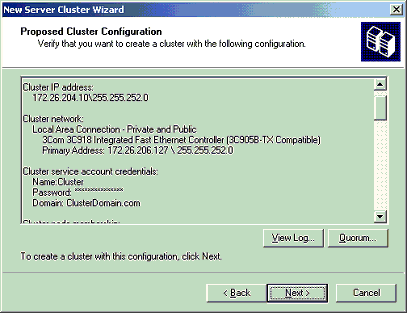 New Server Cluster Wizard
Proposed Cluster Configuration
Verify that you want to create a cluster with the following configuration.
Cluster IP address:
172.26.204.10\255.255.252.0
Cluster network:
Local Area Connection - Private and Public
3Com 3C918 Integrated Fast Ethernet Controller (3C905B-TX Compatible)
Primary Address: 172.26.206.127 \ 255.255.252.0
Cluster service account credentials:
Name:Cluster
Password: ***************
Domain: ClusterDomain.com
Cluster node membership:
View Log...
Quorum...
To create a cluster with this configuration, click Next.
< Back
Next >
Cancel